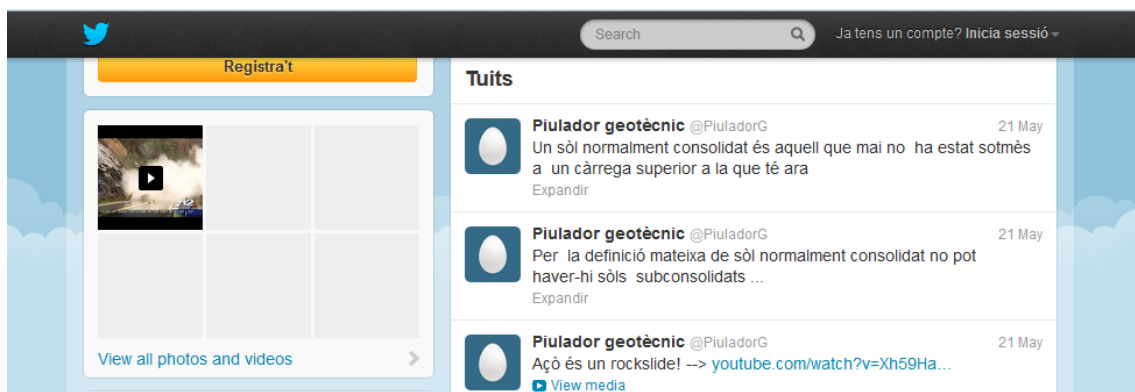 Search
Ja tens un compte? Inicia sessió
Registra't
View all photos and videos
Tuits
Piulador geotècnic @PiuladorG 21 May
Un sòl normalment consolidat és aquell que mai no ha estat sotmès
a un càrrega superior a la que té ara
Expandir
Piulador geotècnic @PiuladorG 21 May
Per la definició mateixa de sòl normalment consolidat no pot
haver-hi sòls subconsolidats ...
Expandir
Piulador geotècnic @PiuladorG 21 May
Açò és un rockslide! --> youtube.com/watch?v=Xh59Ha...
View media